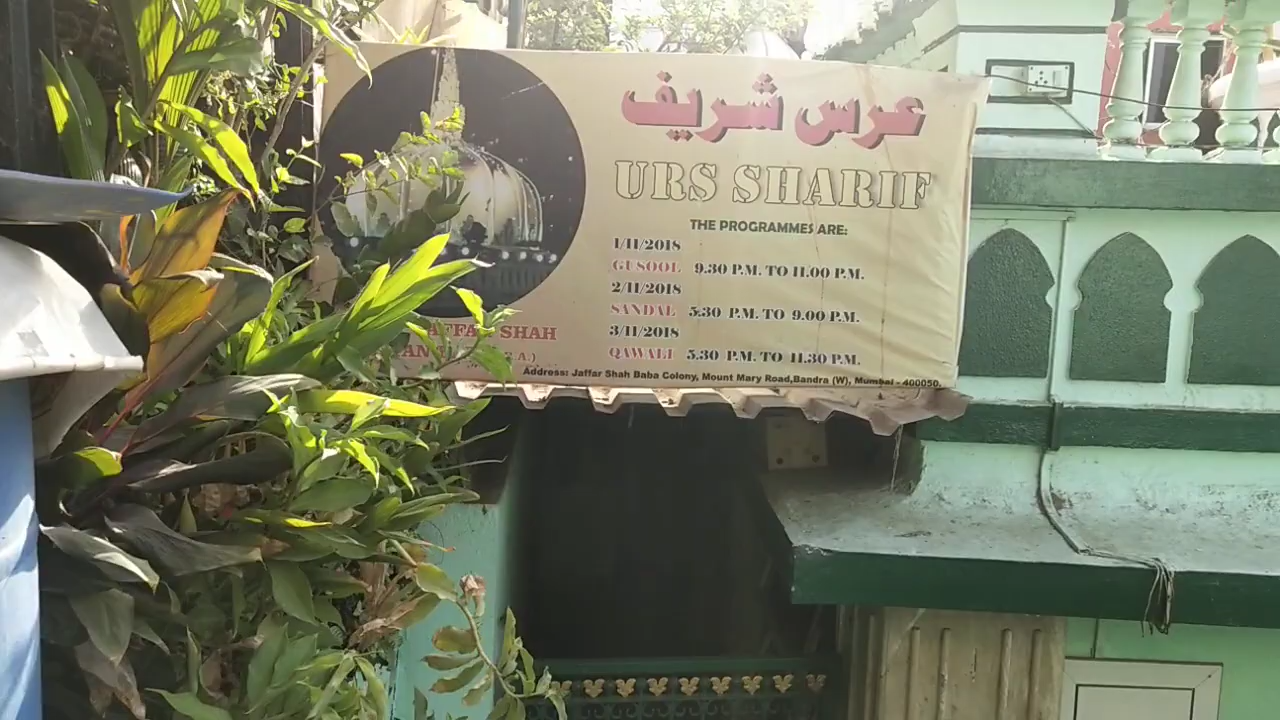 عرس شریف
URS SHARIF
THE PROGRAMMES ARE:
1/11/2018
GUSOOL 9.30 P.M. TO 11.00 P.M.
2/11/2018
SANDAL 5.30 P.M. TO 9.00 P.M.
3/11/2018
QAWALI 5.30 P.M. TO 11.30 P.M.
SHAH
Address: Jaffar Shah Baba Colony, Mount Mary Road,Bandra (W), Mumbai - 400050.